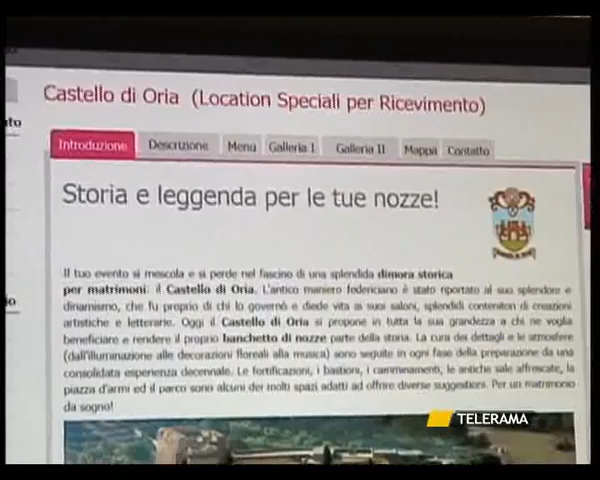 Castello di Oria (Location Speciali per Ricevimento)
Introduzione Descrizione Menu Galleria I Galleria II Mappa Contatto
Storia e leggenda per le tue nozze!
Il tuo evento si mescola e si perde nel fascino di una splendida dimora storica
per matrimoni: il Castello di Oria. L'antico maniero federiciano è stato riportato al suo splendore e
dinamismo, che fu proprio di chi lo governò e diede vita ai suoi saloni, splendidi contenitori di creazioni
artistiche e letterarie. Oggi il Castello di Oria si propone in tutta la sua grandezza a chi ne voglia
beneficiare e rendere il proprio banchetto di nozze parte della storia. La cura dei dettagli e le atmosfere
(dall'illuminazione alle decorazioni floreali alla musica) sono seguite in ogni fase della preparazione da una
consolidata esperienza decennale. Le fortificazioni, i bastioni, i camminamenti, le antiche sale affrescate, la
piazza d'armi ed il parco sono alcuni dei molti spazi adatti ad offrire diverse suggestioni. Per un matrimonio
da sogno!
TELERAMA